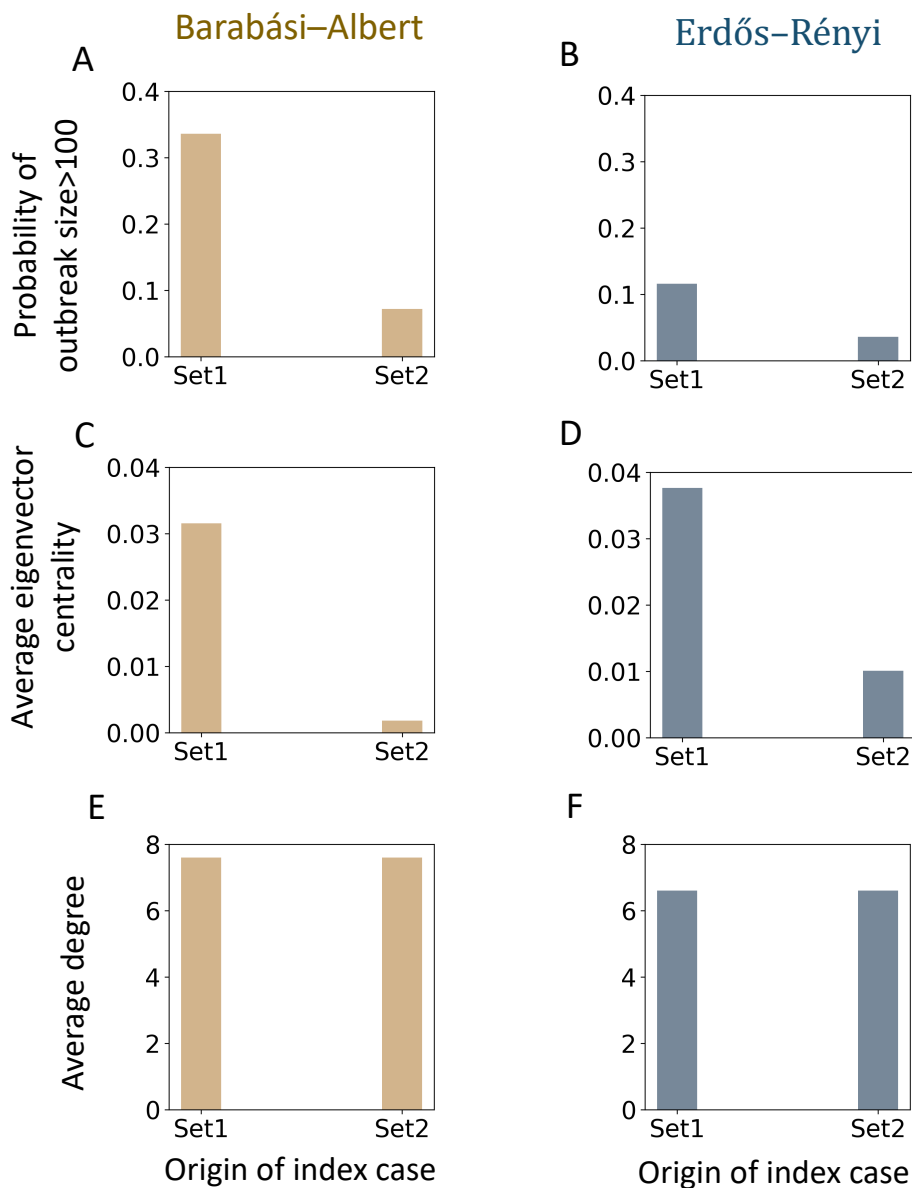 Barabási–Albert
Erdős–Rényi
A
B
Probability of
outbreak size>100
0.4
0.3
0.2
0.1
0.0
Set1 Set2
0.4
0.3
0.2
0.1
0.0
Set1 Set2
C
D
Average eigenvector
centrality
0.04
0.03
0.02
0.01
0.00
Set1 Set2
0.04
0.03
0.02
0.01
0.00
Set1 Set2
E
F
Average degree
8
6
4
2
0
Set1 Set2
8
6
4
2
0
Set1 Set2
Origin of index case
Origin of index case